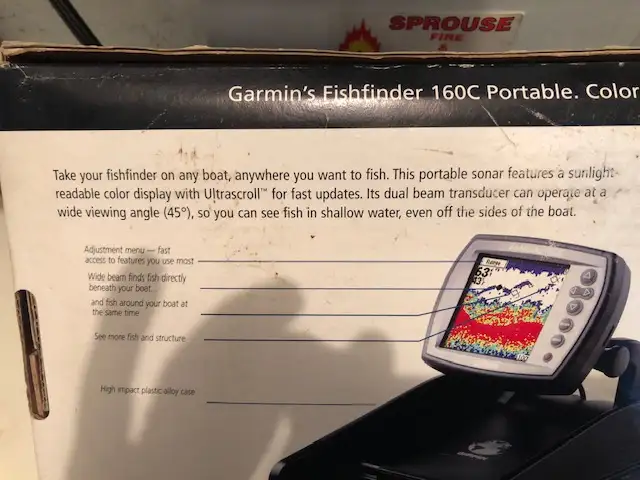 SPROUSE
FIRE
&
Garmin's Fishfinder 160C Portable. Color
Take your fishfinder on any boat, anywhere you want to fish. This portable sonar features a sunlight-
readable color display with Ultrascroll™ for fast updates. Its dual beam transducer can operate at a
wide viewing angle (45°), so you can see fish in shallow water, even off the sides of the boat.
Adjustment menu — fast
access to features you use most
Wide beam finds fish directly
beneath your boat...
and fish around your boat at
the same time
See more fish and structure
High impact plastic-alloy case
Range